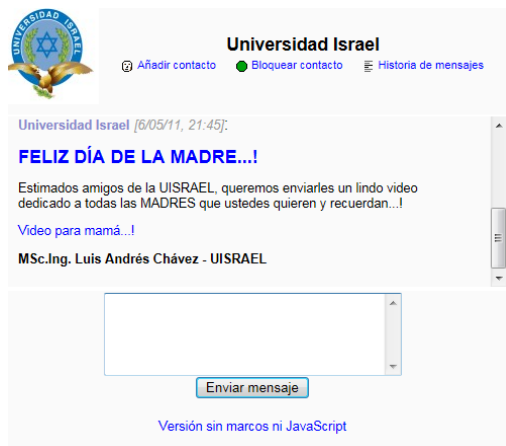 UNIVERSIDAD ISRAEL
Universidad Israel
Añadir contacto Bloquear contacto Historia de mensajes
Universidad Israel [6/05/11, 21:45]:
FELIZ DÍA DE LA MADRE...!
Estimados amigos de la UISRAEL, queremos enviarles un lindo video
dedicado a todas las MADRES que ustedes quieren y recuerdan...!
Video para mamá...!
MSc.Ing. Luis Andrés Chávez - UISRAEL
Enviar mensaje
Versión sin marcos ni JavaScript